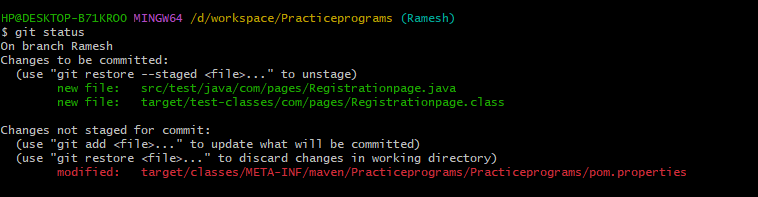 HP@DESKTOP-B71KROO MINGW64 /d/workspace/Practiceprograms (Ramesh)
$ git status
On branch Ramesh
Changes to be committed:
  (use "git restore --staged <file>..." to unstage)
        new file:   src/test/java/com/pages/Registrationpage.java
        new file:   target/test-classes/com/pages/Registrationpage.class

Changes not staged for commit:
  (use "git add <file>..." to update what will be committed)
  (use "git restore <file>..." to discard changes in working directory)
        modified:   target/classes/META-INF/maven/Practiceprograms/Practiceprograms/pom.properties